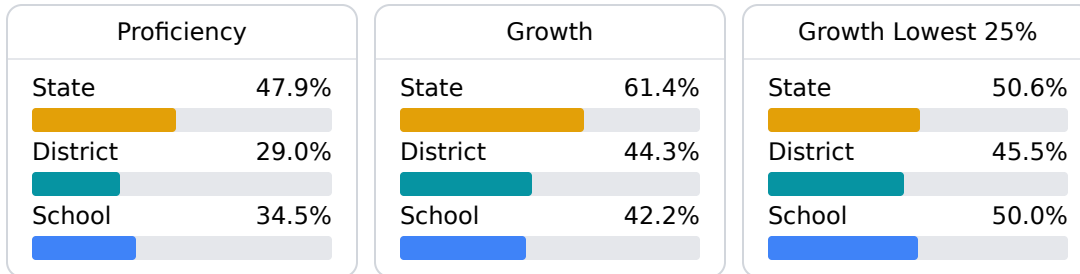 Proficiency
State 47.9%
District 29.0%
School 34.5%
Growth
State 61.4%
District 44.3%
School 42.2%
Growth Lowest 25%
State 50.6%
District 45.5%
School 50.0%